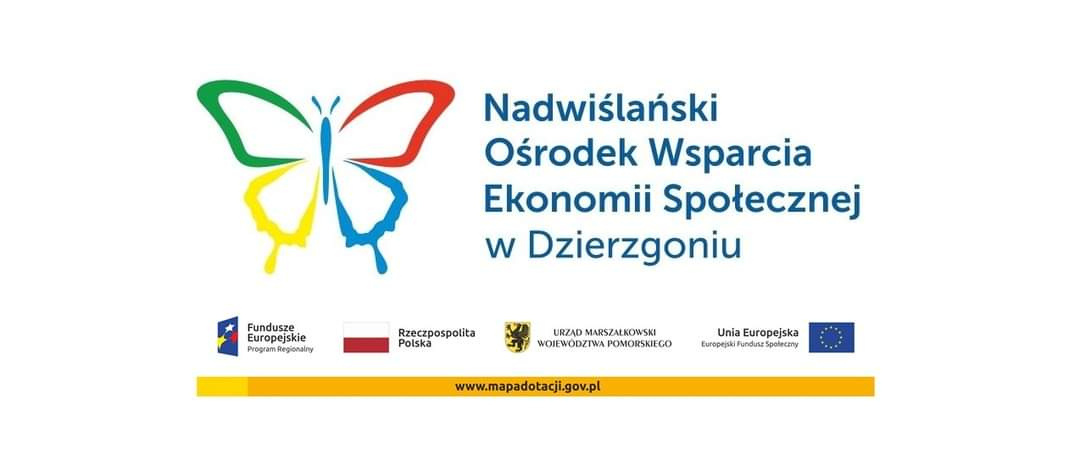 Nadwiślański
Ośrodek Wsparcia
Ekonomii Społecznej
w Dzierzgoniu
Fundusze
Europejskie
Program Regionalny
Rzeczpospolita
Polska
URZĄD MARSZAŁKOWSKI
WOJEWÓDZTWA POMORSKIEGO
Unia Europejska
Europejski Fundusz Społeczny
www.mapadotacji.gov.pl